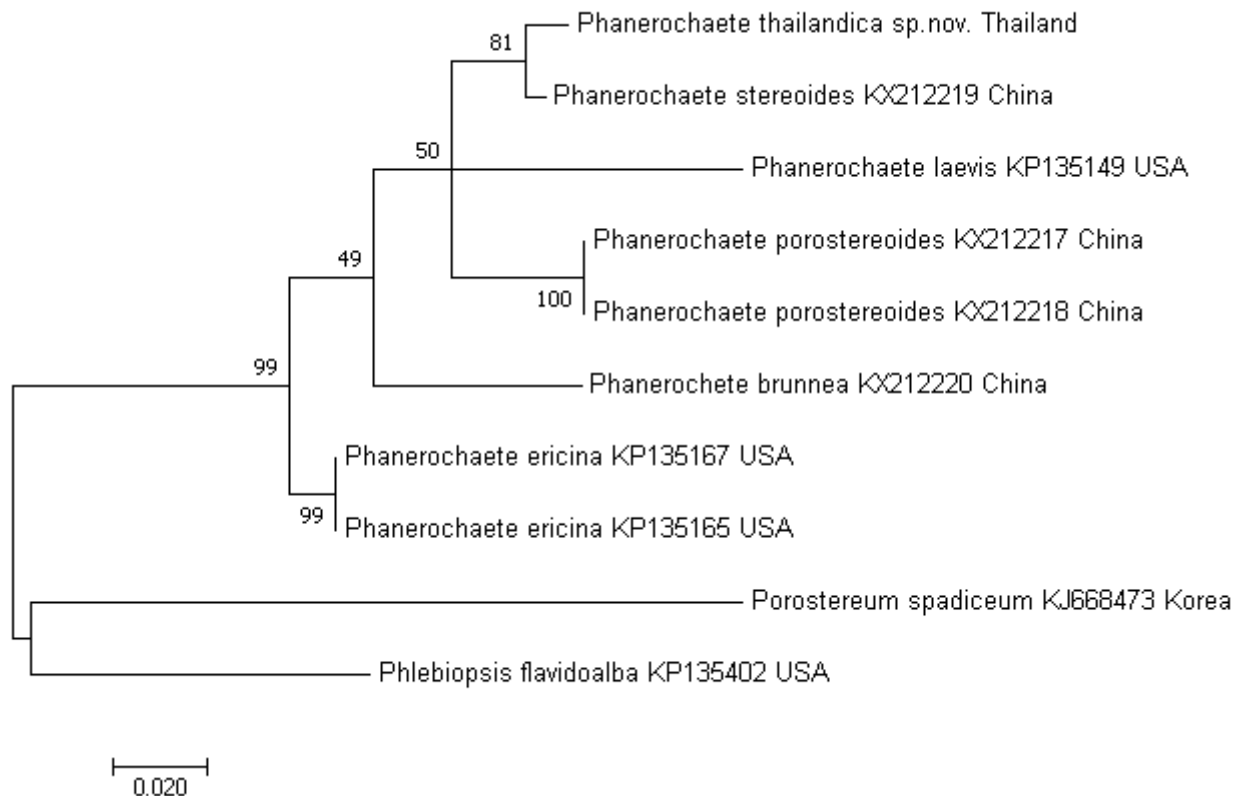 Phanerochaete thailandica sp.nov. Thailand
81
Phanerochaete stereoides KX212219 China
50
Phanerochaete laevis KP135149 USA
Phanerochaete porostereoides KX212217 China
49
100
Phanerochaete porostereoides KX212218 China
99
Phanerochete brunnea KX212220 China
Phanerochaete ericina KP135167 USA
99
Phanerochaete ericina KP135165 USA
Porostereum spadiceum KJ668473 Korea
Phlebiopsis flavidoalba KP135402 USA
0.020